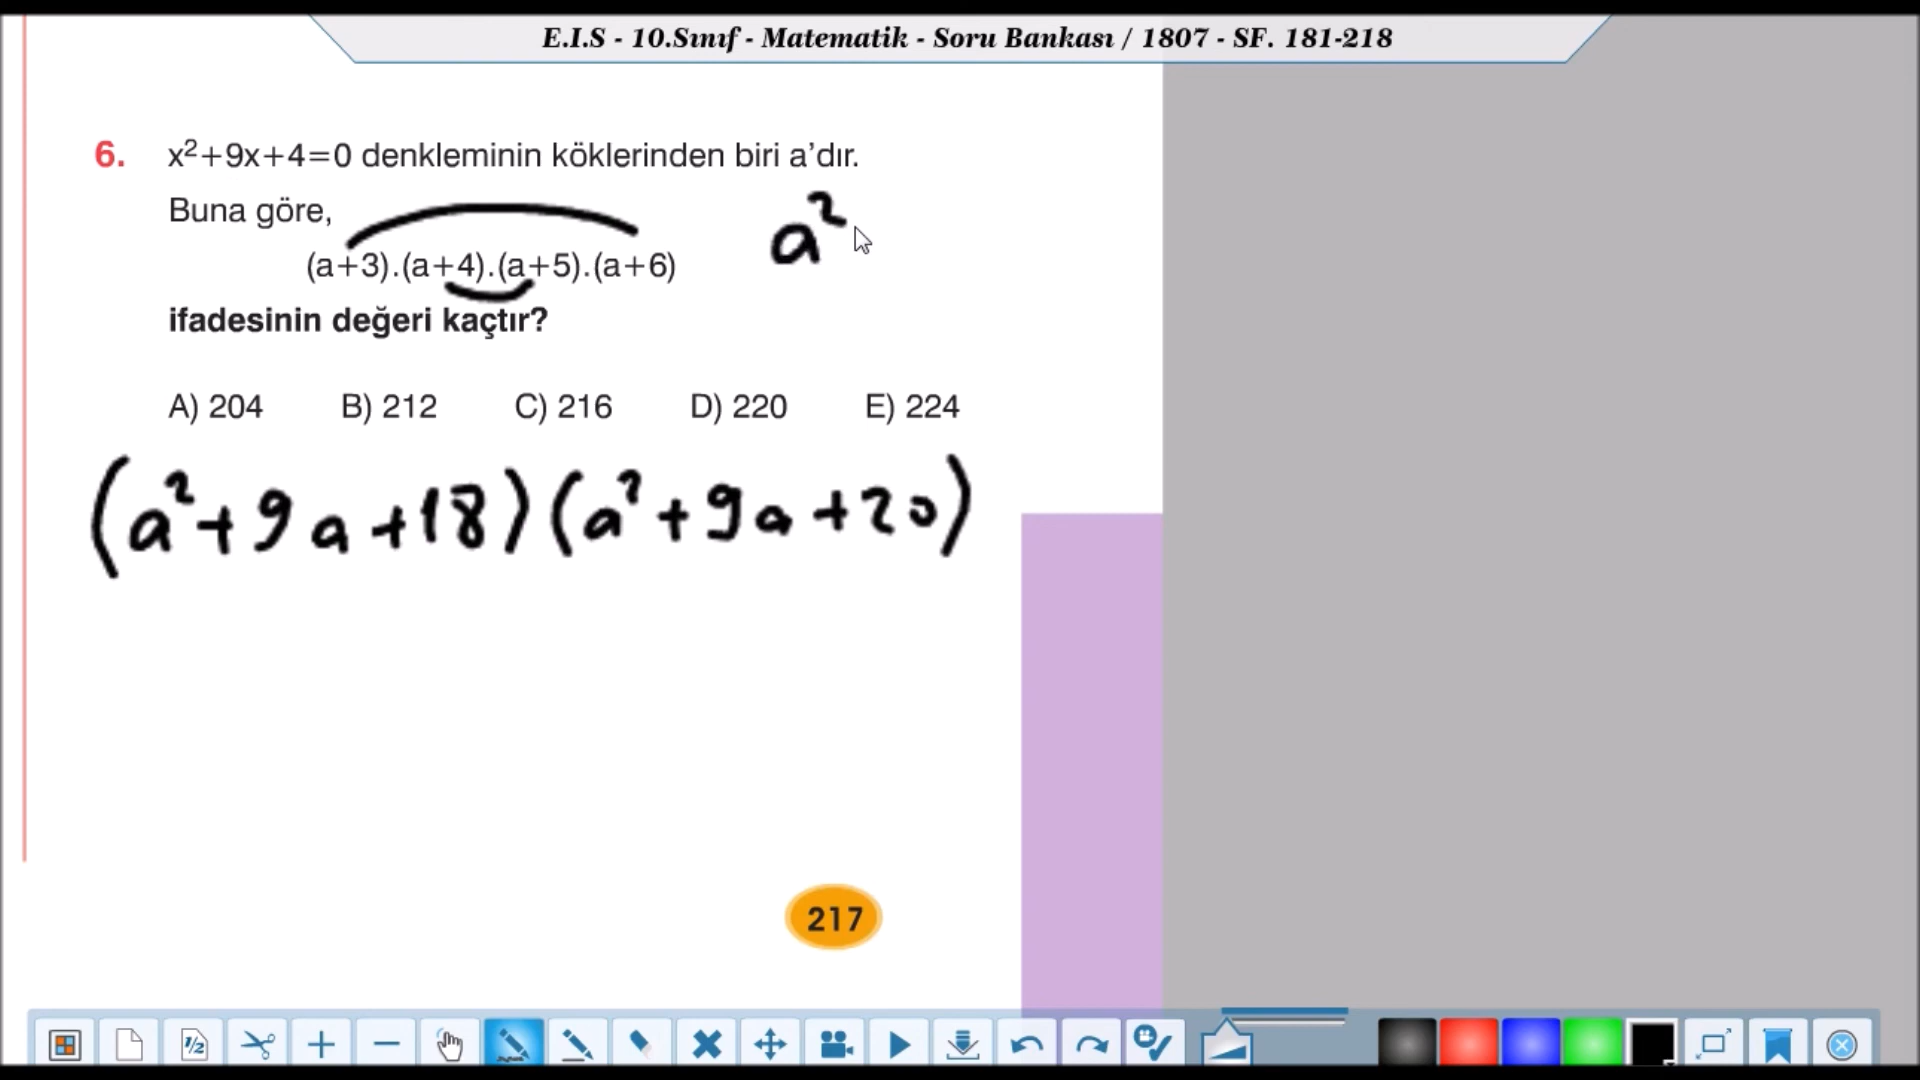 E.I.S - 10.Sınıf - Matematik - Soru Bankası / 1807 - SF. 181-218
6. x²+9x+4=0 denkleminin köklerinden biri a’dır.
Buna göre,
a²
(a+3).(a+4).(a+5).(a+6)
ifadesinin değeri kaçtır?
A) 204 B) 212 C) 216 D) 220 E) 224
(a²+9a+18)(a²+9a+20)
217
1/2